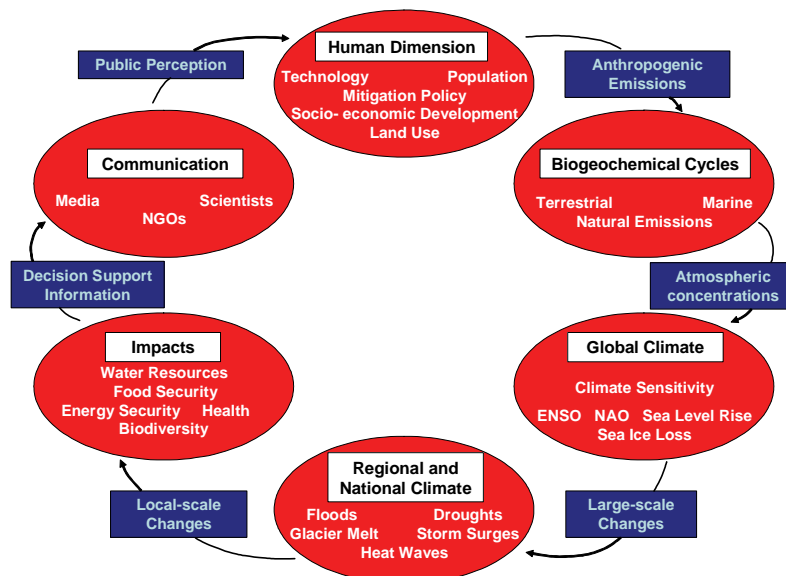 Human Dimension
Technology Population
Mitigation Policy
Socio- economic Development
Land Use
Anthropogenic
Emissions
Biogeochemical Cycles
Terrestrial Marine
Natural Emissions
Atmospheric
concentrations
Global Climate
Climate Sensitivity
ENSO NAO Sea Level Rise
Sea Ice Loss
Large-scale
Changes
Regional and
National Climate
Floods Droughts
Glacier Melt Storm Surges
Heat Waves
Local-scale
Changes
Impacts
Water Resources
Food Security
Energy Security Health
Biodiversity
Decision Support
Information
Communication
Media Scientists
NGOs
Public Perception